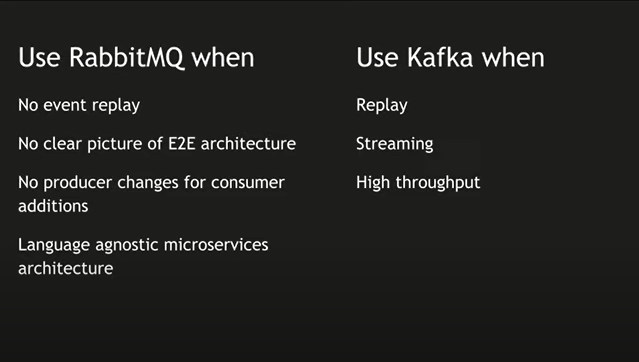 Use RabbitMQ when
No event replay
No clear picture of E2E architecture
No producer changes for consumer
additions
Language agnostic microservices
architecture
Use Kafka when
Replay
Streaming
High throughput